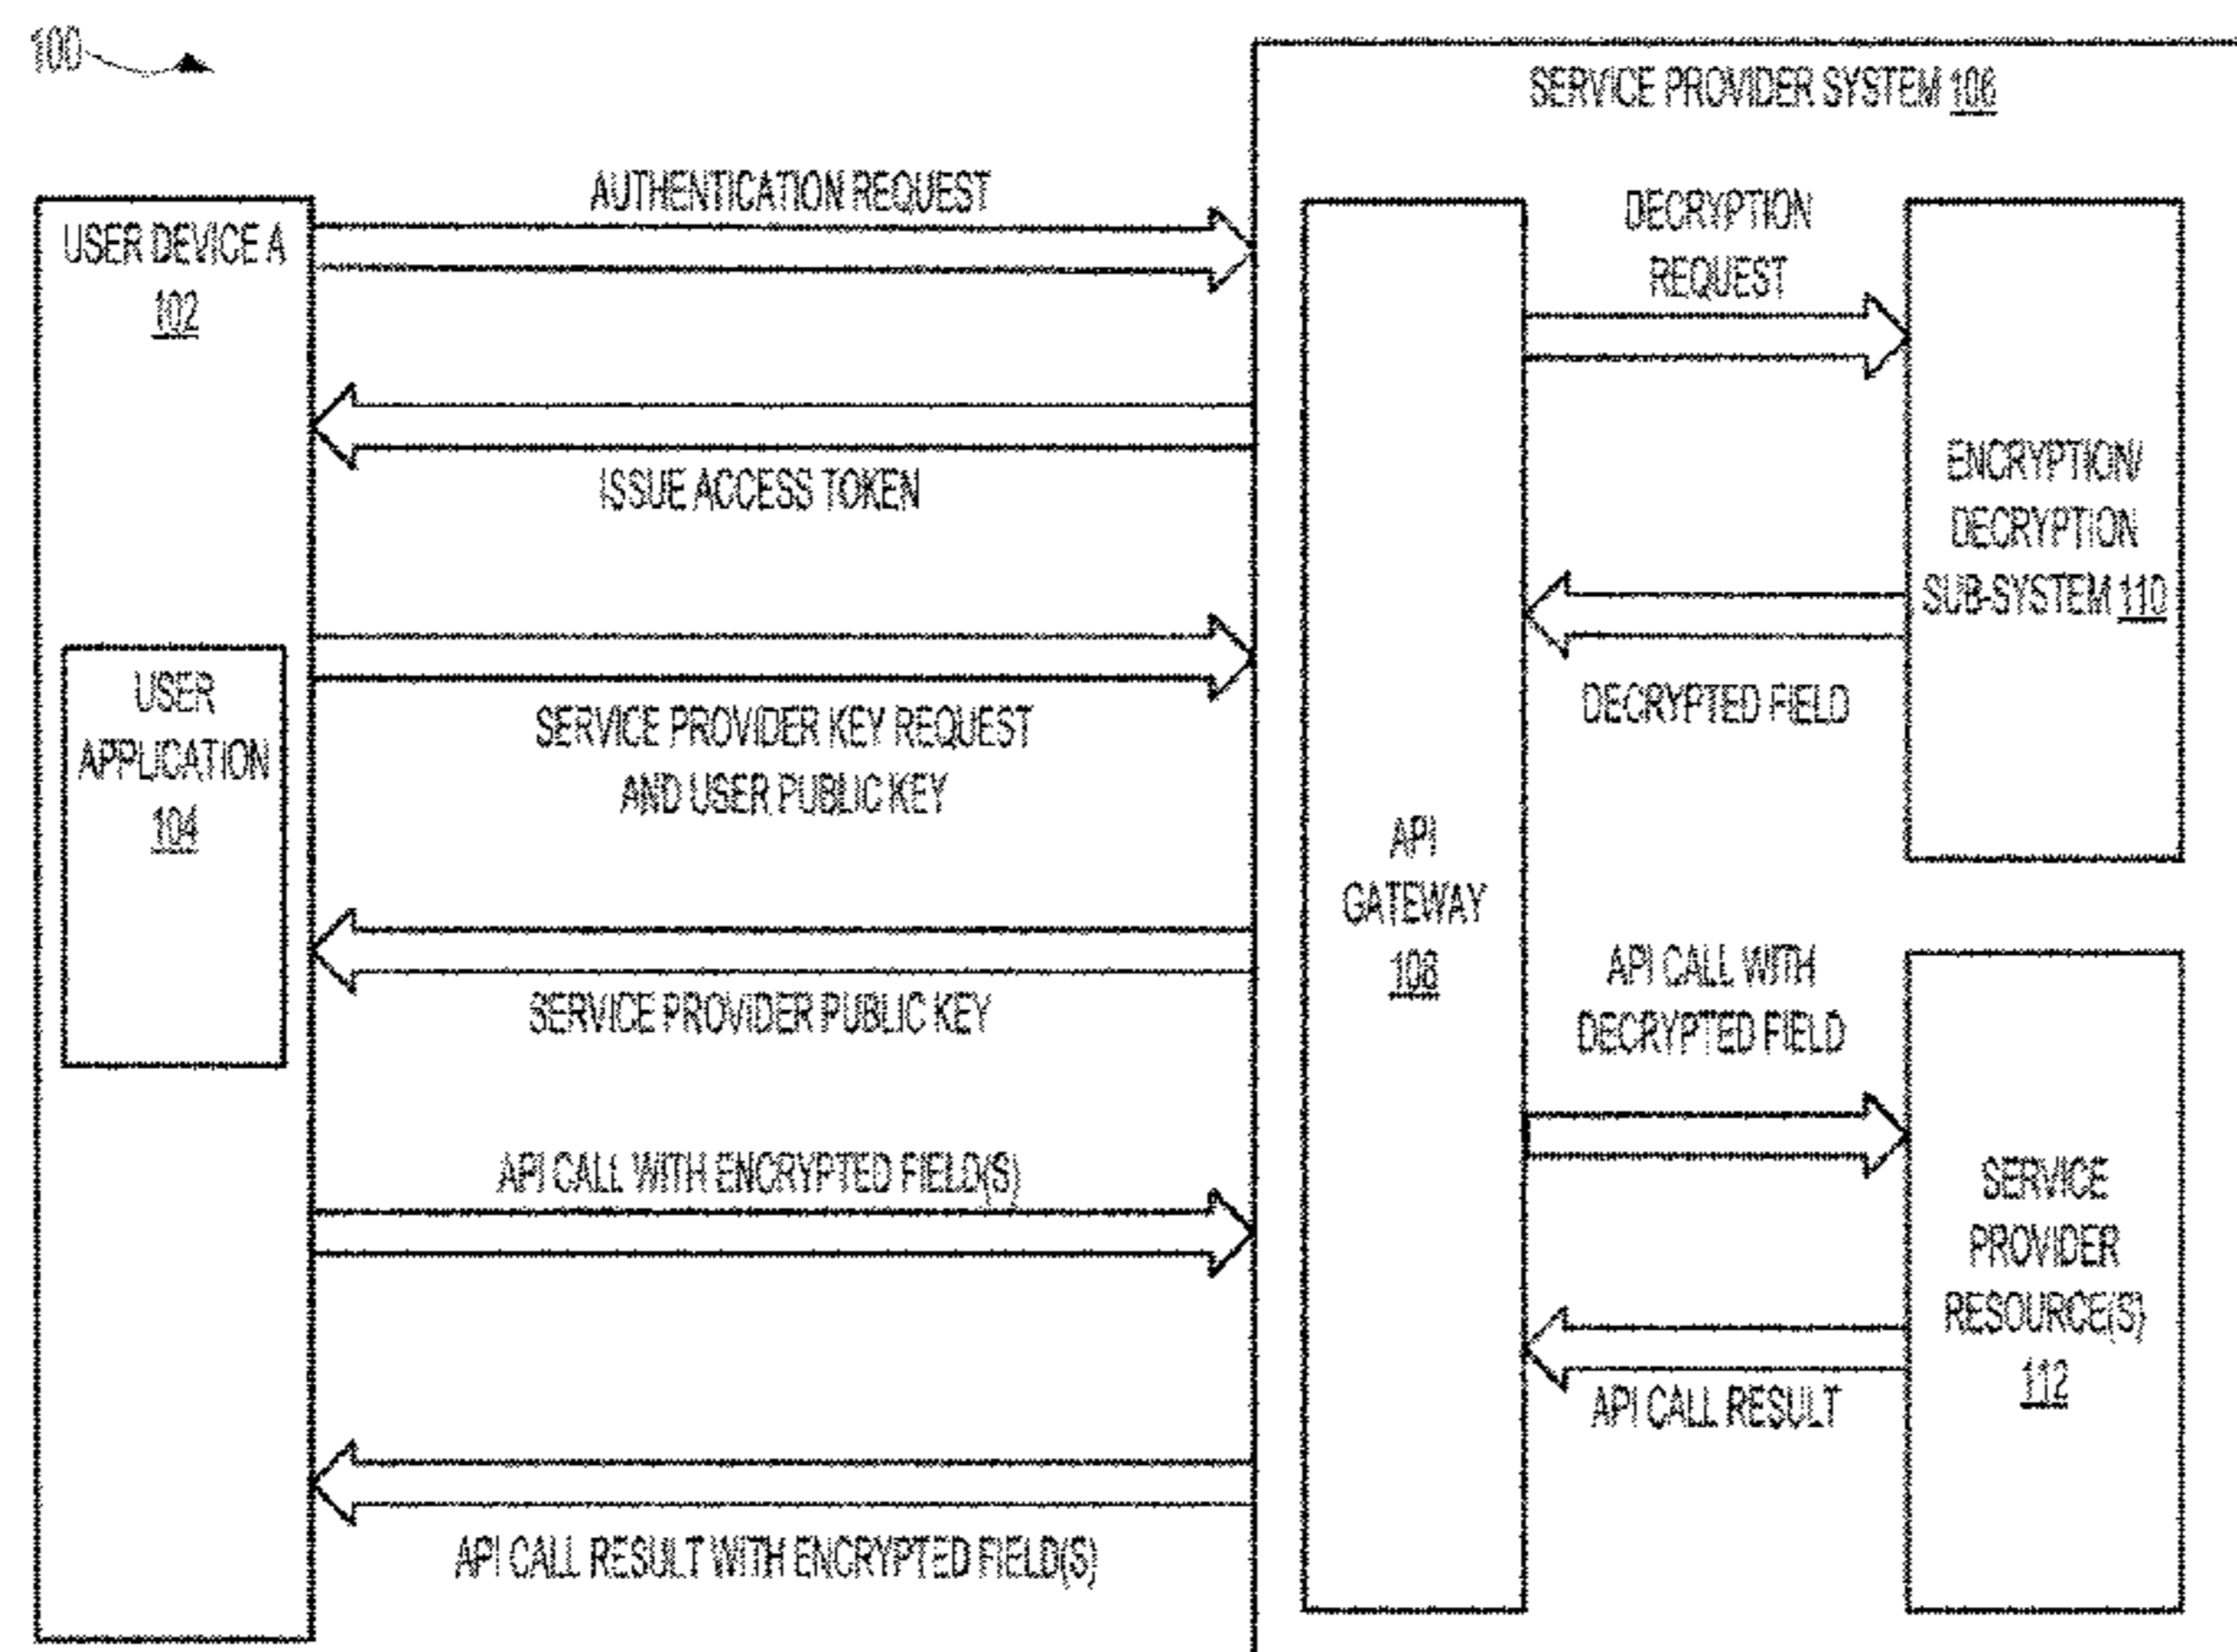 100
SERVICE PROVIDER SYSTEM 106
USER DEVICE A
102
USER
APPLICATION
104
AUTHENTICATION REQUEST
ISSUE ACCESS TOKEN
SERVICE PROVIDER KEY REQUEST
AND USER PUBLIC KEY
SERVICE PROVIDER PUBLIC KEY
API CALL WITH ENCRYPTED FIELD(S)
API CALL RESULT WITH ENCRYPTED FIELD(S)
API
GATEWAY
108
DECRYPTION
REQUEST
DECRYPTED FIELD
API CALL WITH
DECRYPTED FIELD
API CALL RESULT
ENCRYPTION/
DECRYPTION
SUB-SYSTEM 110
SERVICE
PROVIDER
RESOURCE(S)
112